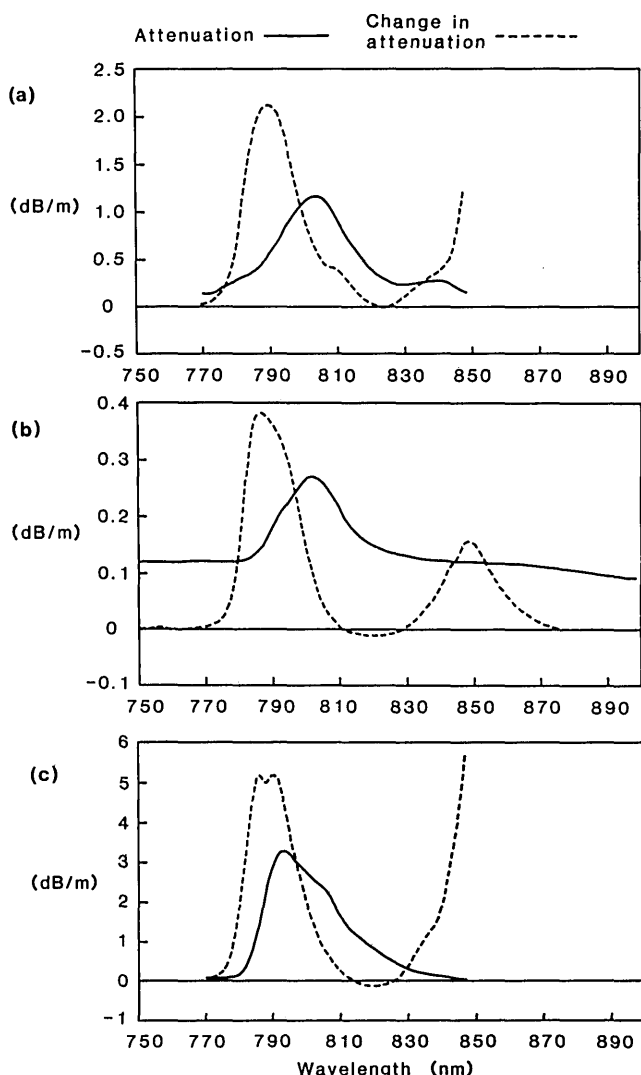 Attenuation
Change in
attenuation
(a)
2.5
2.0
1.5
(dB/m)
1.0
0.5
0
-0.5
750 770 790 810 830 850 870 890
(b)
0.4
0.3
(dB/m)
0.2
0.1
0
-0.1
750 770 790 810 830 850 870 890
(c)
6
5
4
(dB/m)
3
2
1
0
-1
750 770 790 810 830 850 870 890
Wavelength (nm)